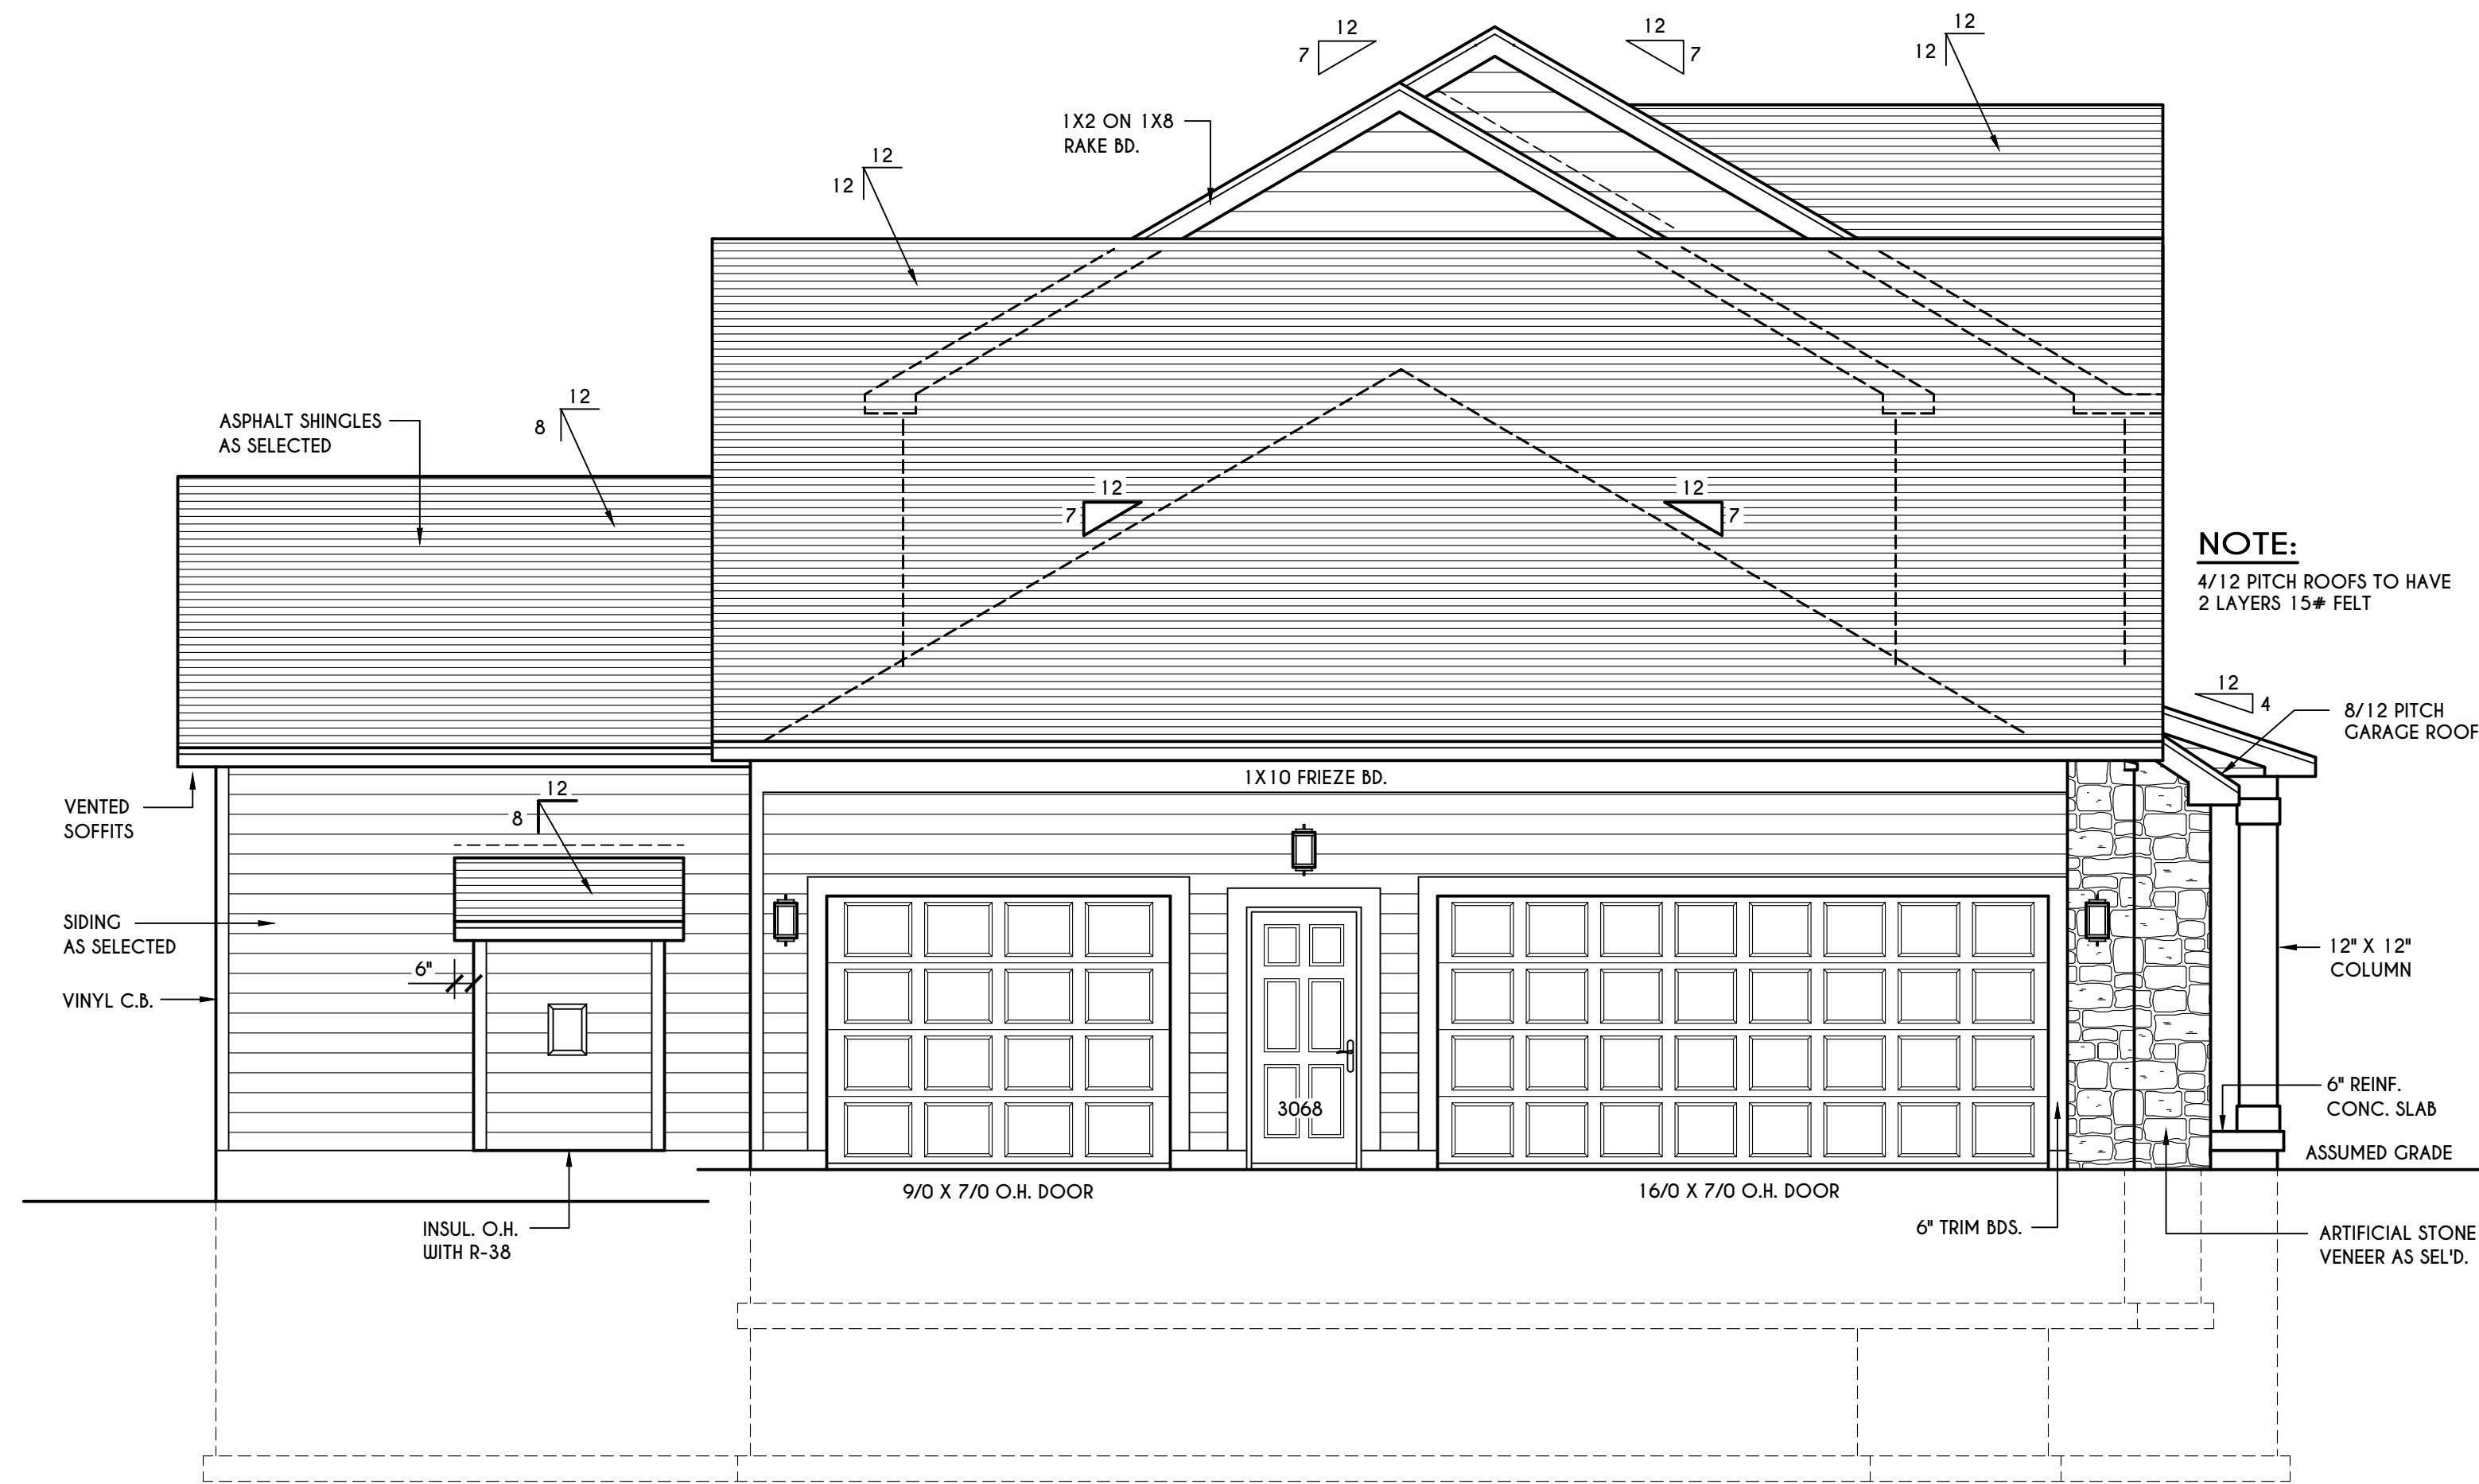 12
7
12
7
12
12
1X2 ON 1X8
RAKE BD.
12
12
12
8
ASPHALT SHINGLES
AS SELECTED
12
7
12
7
NOTE:
4/12 PITCH ROOFS TO HAVE
2 LAYERS 15# FELT
12
4
8/12 PITCH
GARAGE ROOF
1X10 FRIEZE BD.
VENTED
SOFFITS
12
8
SIDING
AS SELECTED
6"
VINYL C.B.
12" X 12"
COLUMN
3068
6" REINF.
CONC. SLAB
ASSUMED GRADE
9/0 X 7/0 O.H. DOOR
16/0 X 7/0 O.H. DOOR
INSUL. O.H.
WITH R-38
6" TRIM BDS.
ARTIFICIAL STONE
VENEER AS SEL'D.